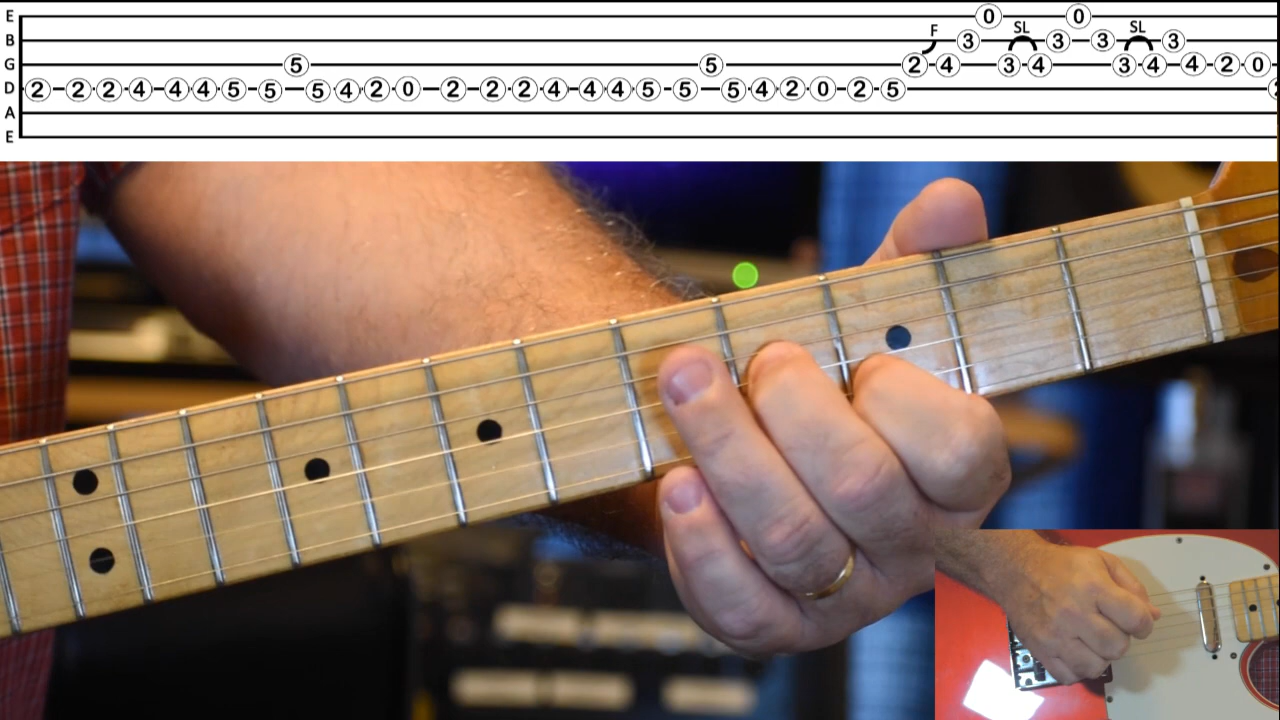 E 0 0
F SL SL
B 3 3 3 3
G 5 5 2 4 3 4 3 4 4 2 0
D 2 2 2 4 4 4 5 5 5 4 2 0 2 2 2 4 4 4 5 5 5 4 2 0 2 5
A
E